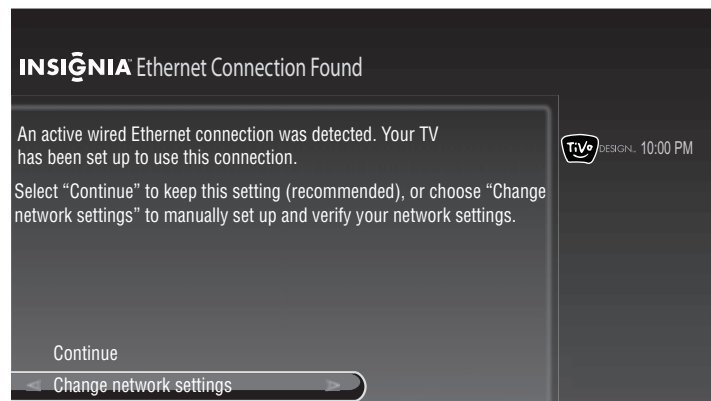 INSIGNIA™ Ethernet Connection Found
An active wired Ethernet connection was detected. Your TV
has been set up to use this connection.
TiVo DESIGN™ 10:00 PM
Select “Continue” to keep this setting (recommended), or choose “Change
network settings” to manually set up and verify your network settings.
Continue
Change network settings